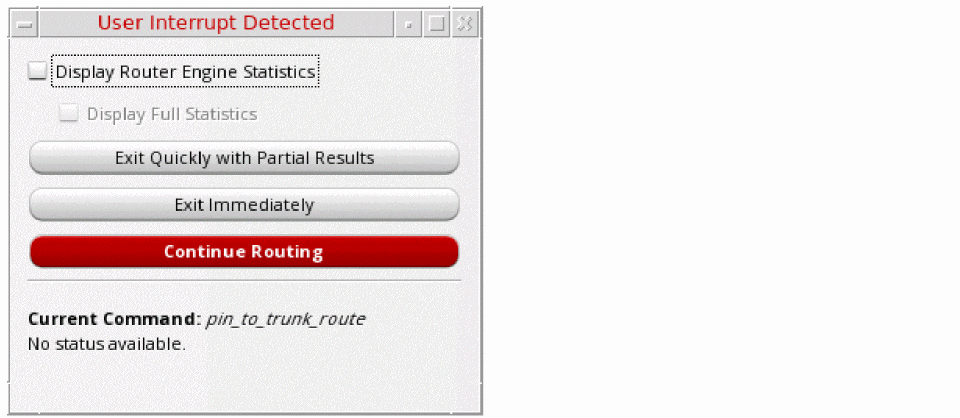 User Interrupt Detected
Display Router Engine Statistics
Display Full Statistics
Exit Quickly with Partial Results
Exit Immediately
Continue Routing
Current Command: pin_to_trunk_route
No status available.